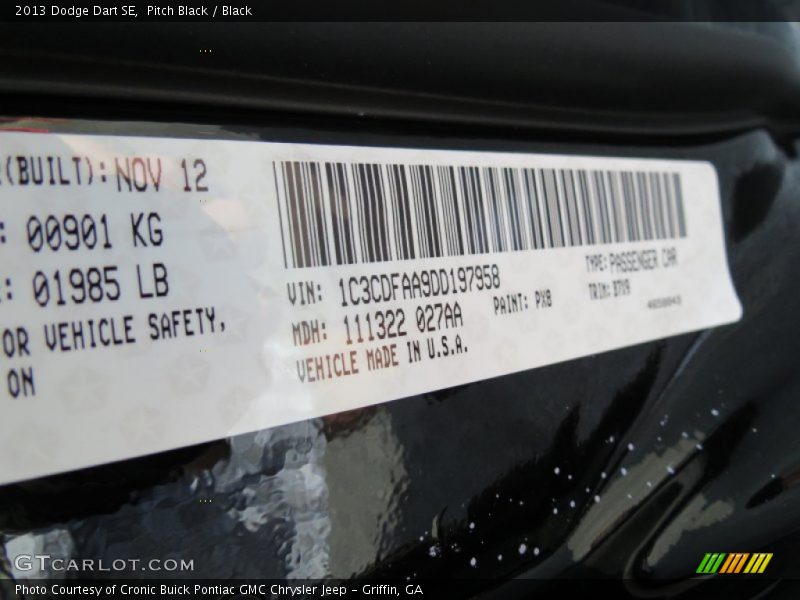 2013 Dodge Dart SE, Pitch Black / Black
(BUILT): NOV 12
: 00901 KG
: 01985 LB
OR VEHICLE SAFETY,
ON
VIN: 1C3CDFAA9DD197958
TYPE: PASSENGER CAR
MDH: 111322 027AA
PAINT: PXB
TRIM:
VEHICLE MADE IN U.S.A.
GTCARLOT.COM
Photo Courtesy of Cronic Buick Pontiac GMC Chrysler Jeep - Griffin, GA